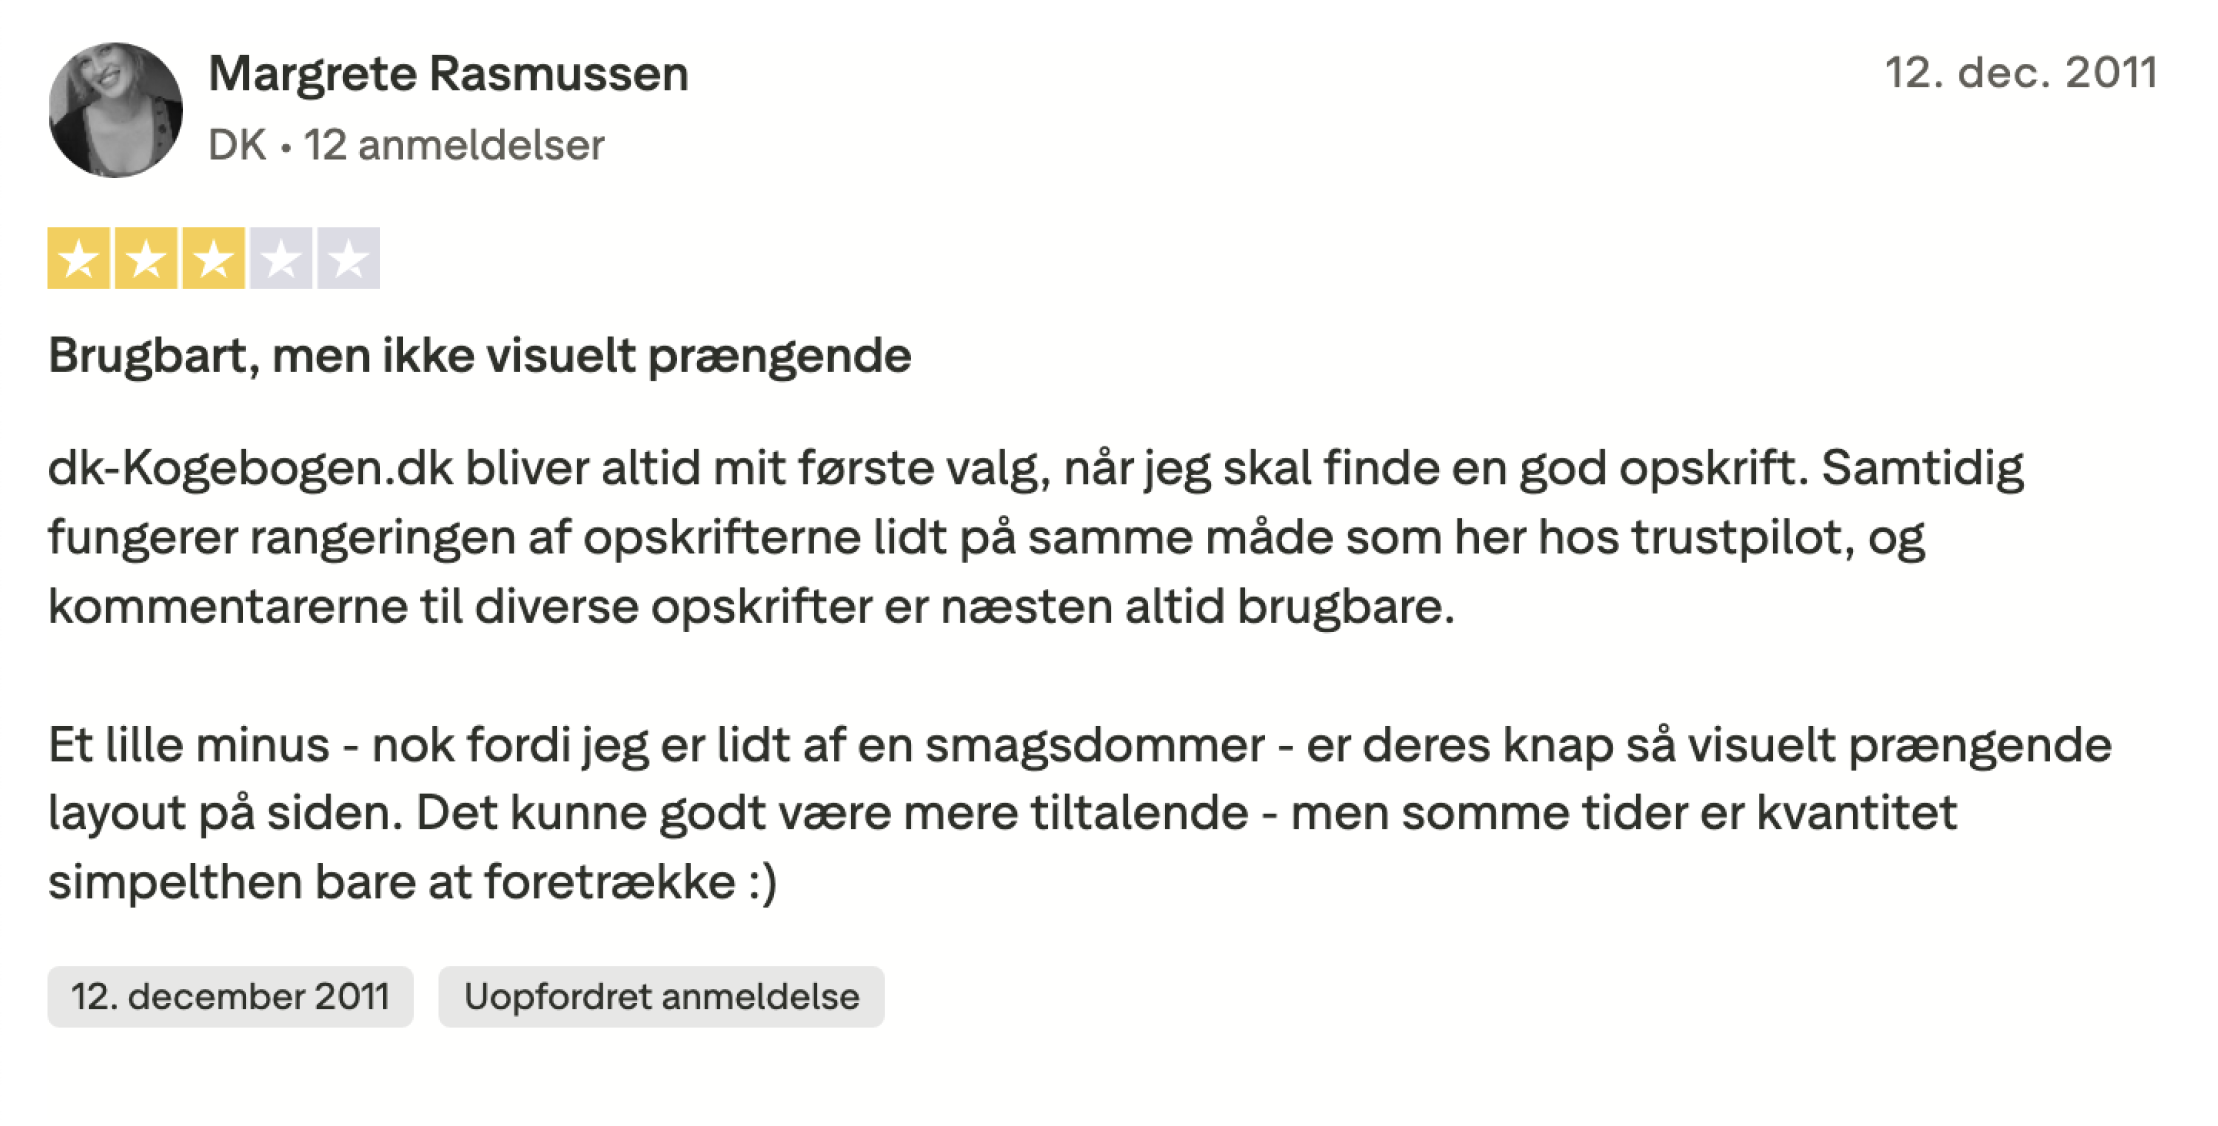 Margrete Rasmussen
12. dec. 2011
DK • 12 anmeldelser
Brugbart, men ikke visuelt prængende
dk-Kogebogen.dk bliver altid mit første valg, når jeg skal finde en god opskrift. Samtidig
fungerer rangeringen af opskrifterne lidt på samme måde som her hos trustpilot, og
kommentarerne til diverse opskrifter er næsten altid brugbare.
Et lille minus - nok fordi jeg er lidt af en smagsdommer - er deres knap så visuelt prængende
layout på siden. Det kunne godt være mere tiltalende - men somme tider er kvantitet
simpelthen bare at foretrække :)
12. december 2011
Uopfordret anmeldelse